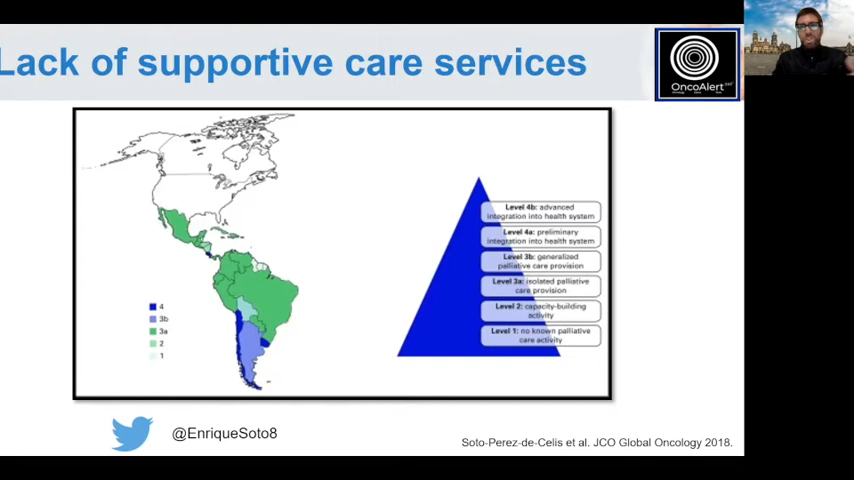 Lack of supportive care services
OncoAlert
Level 4b: advanced
integration into health system
Level 4a: preliminary
integration into health system
Level 3b: generalized
palliative care provision
Level 3a: isolated palliative
care provision
Level 2: capacity-building
activity
Level 1: no known palliative
care activity
4
3b
3a
2
1
@EnriqueSoto8
Soto-Perez-de-Celis et al. JCO Global Oncology 2018.